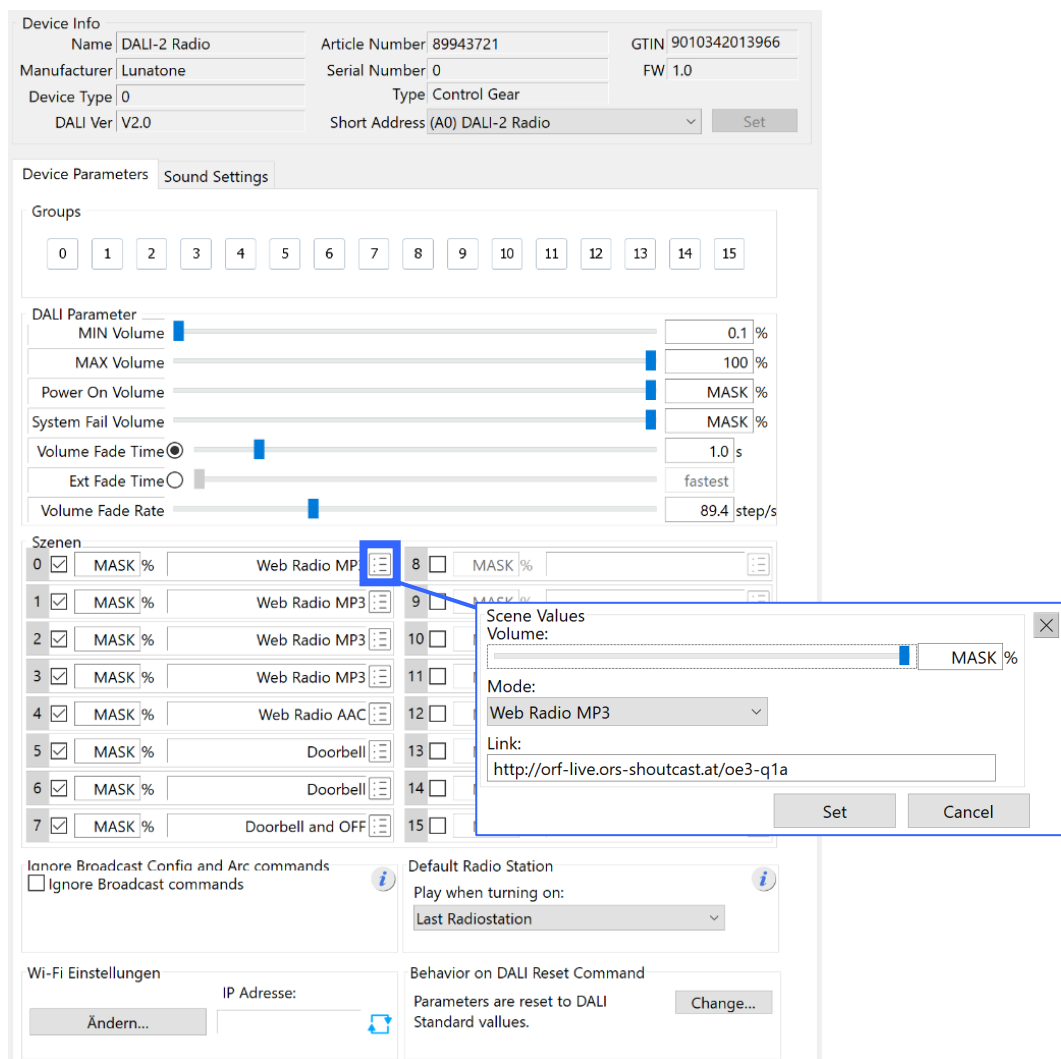 Device Info
Name DALI-2 Radio Article Number 89943721 GTIN 9010342013966
Manufacturer Lunatone Serial Number 0 FW 1.0
Device Type 0 Type Control Gear
DALI Ver V2.0 Short Address (A0) DALI-2 Radio Set
Device Parameters Sound Settings
Groups
0 1 2 3 4 5 6 7 8 9 10 11 12 13 14 15
DALI Parameter
MIN Volume 0.1 %
MAX Volume 100 %
Power On Volume MASK %
System Fail Volume MASK %
Volume Fade Time 1.0 s
Ext Fade Time fastest
Volume Fade Rate 89.4 step/s
Szenen
0 MASK % Web Radio MP3 8 MASK %
1 MASK % Web Radio MP3 9 MASK %
2 MASK % Web Radio MP3 10
3 MASK % Web Radio MP3 11
4 MASK % Web Radio AAC 12
5 MASK % Doorbell 13
6 MASK % Doorbell 14
7 MASK % Doorbell and OFF 15
Scene Values
Volume:
MASK %
Mode:
Web Radio MP3
Link:
http://orf-live.ors-shoutcast.at/oe3-q1a
Set Cancel
Ignore Broadcast Config and Arc commands
Ignore Broadcast commands
Default Radio Station
Play when turning on:
Last Radiostation
Wi-Fi Einstellungen
IP Adresse:
Ändern...
Behavior on DALI Reset Command
Parameters are reset to DALI
Standard vallues.
Change...